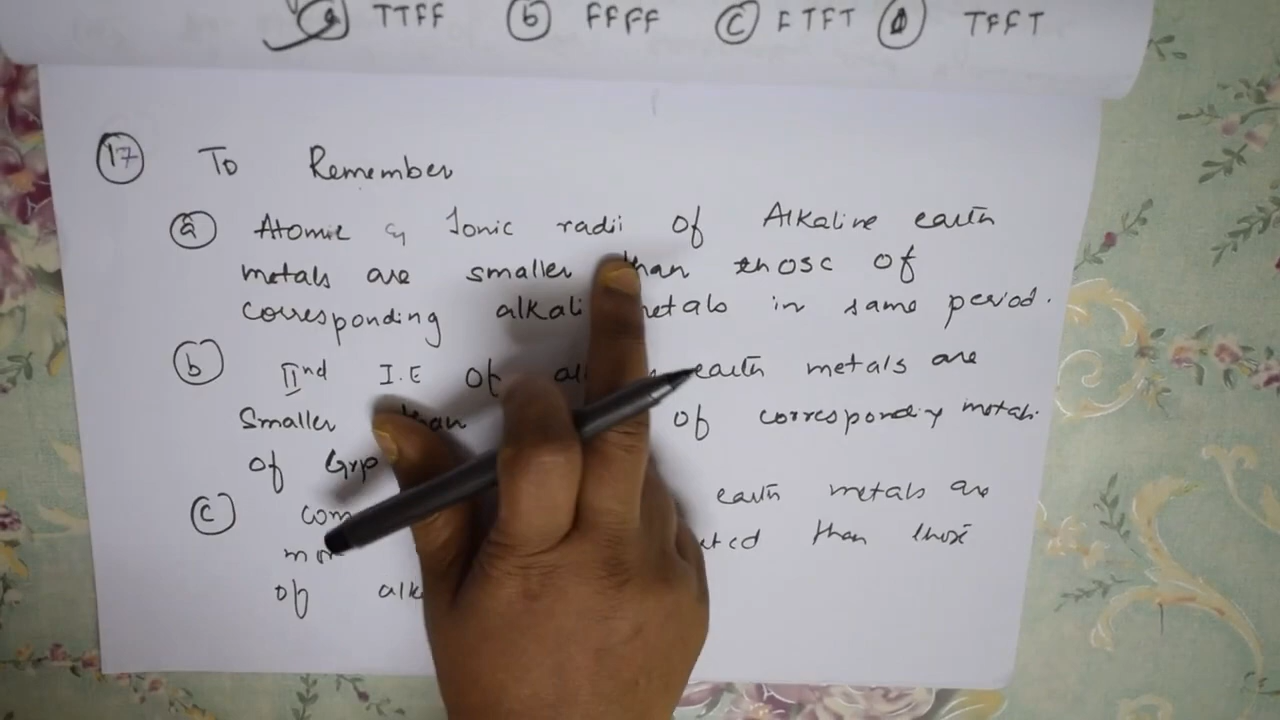 a TTFF b FFFF c FTFT d TFFT
17 To Remember
a Atomic & Ionic radii of Alkaline earth
metals are smaller than those of
corresponding metals in same period.
b IInd I.E of earth metals are
Smaller of corresponding metals
of Grp
c earth metals are
than those
of